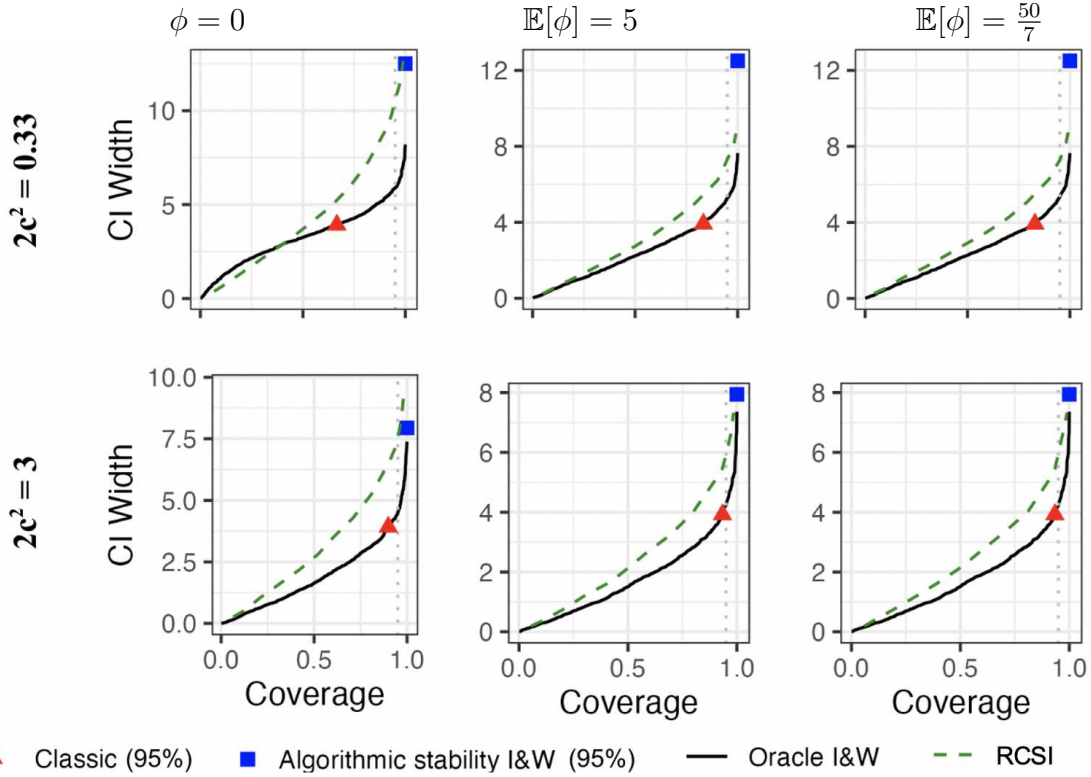 ϕ = 0
𝔼[ϕ] = 5
𝔼[ϕ] = 50/7
2c² = 0.33
CI Width
10
5
0
12
8
4
0
12
8
4
0
2c² = 3
CI Width
10.0
7.5
5.0
2.5
0.0
8
6
4
2
0
8
6
4
2
0
0.0 0.5 1.0
0.0 0.5 1.0
0.0 0.5 1.0
Coverage
Coverage
Coverage
Classic (95%) Algorithmic stability I&W (95%) Oracle I&W RCSI